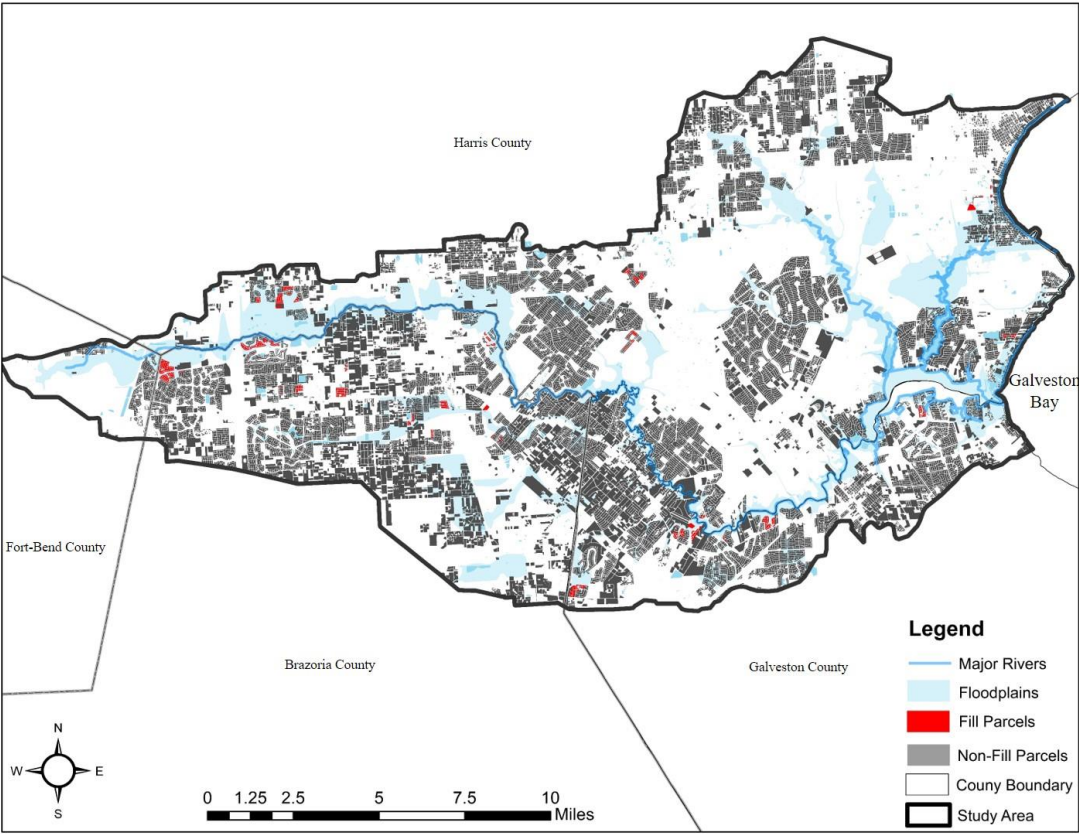 Harris County
Galveston
Bay
Fort-Bend County
Brazoria County
Galveston County
Legend
Major Rivers
Floodplains
Fill Parcels
Non-Fill Parcels
Couny Boundary
Study Area
N
W E
S
0 1.25 2.5 5 7.5 10
Miles